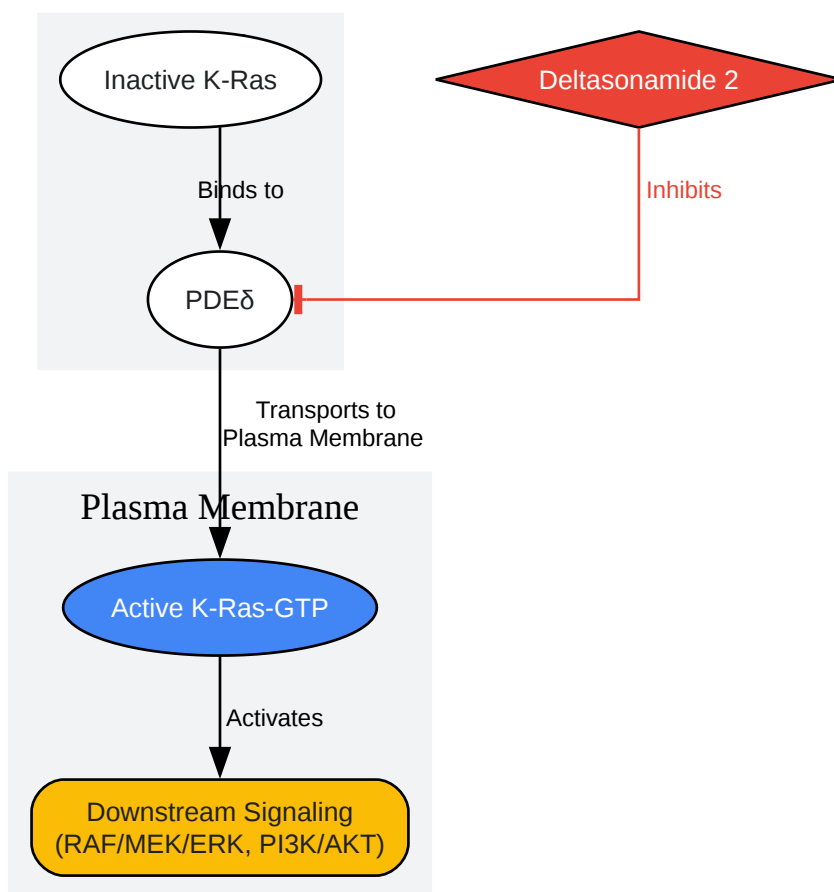 Inactive K-Ras
Deltasonamide 2
Binds to
Inhibits
PDEδ
Transports to
Plasma Membrane
Plasma Membrane
Active K-Ras-GTP
Activates
Downstream Signaling
(RAF/MEK/ERK, PI3K/AKT)